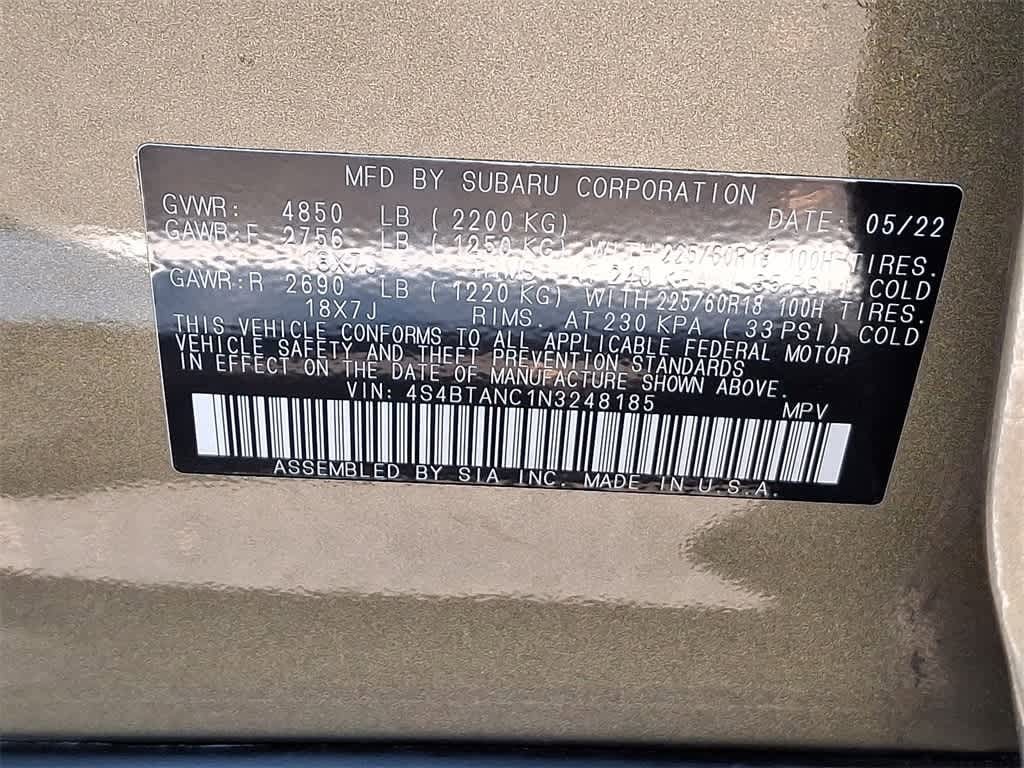 MFD BY SUBARU CORPORATION
GVWR: 4850 LB (2200 KG) DATE: 05/22
GAWR:F 2756 LB (1250 KG) WITH 225/60R18 100H TIRES.
18X7J RIMS. COLD
GAWR:R 2690 LB (1220 KG) WITH 225/60R18 100H TIRES.
18X7J RIMS. AT 230 KPA (33 PSI) COLD
THIS VEHICLE CONFORMS TO ALL APPLICABLE FEDERAL MOTOR
VEHICLE SAFETY AND THEFT PREVENTION STANDARDS
IN EFFECT ON THE DATE OF MANUFACTURE SHOWN ABOVE.
VIN: 4S4BTANC1N3248185 MPV
ASSEMBLED BY SIA INC. MADE IN U.S.A.